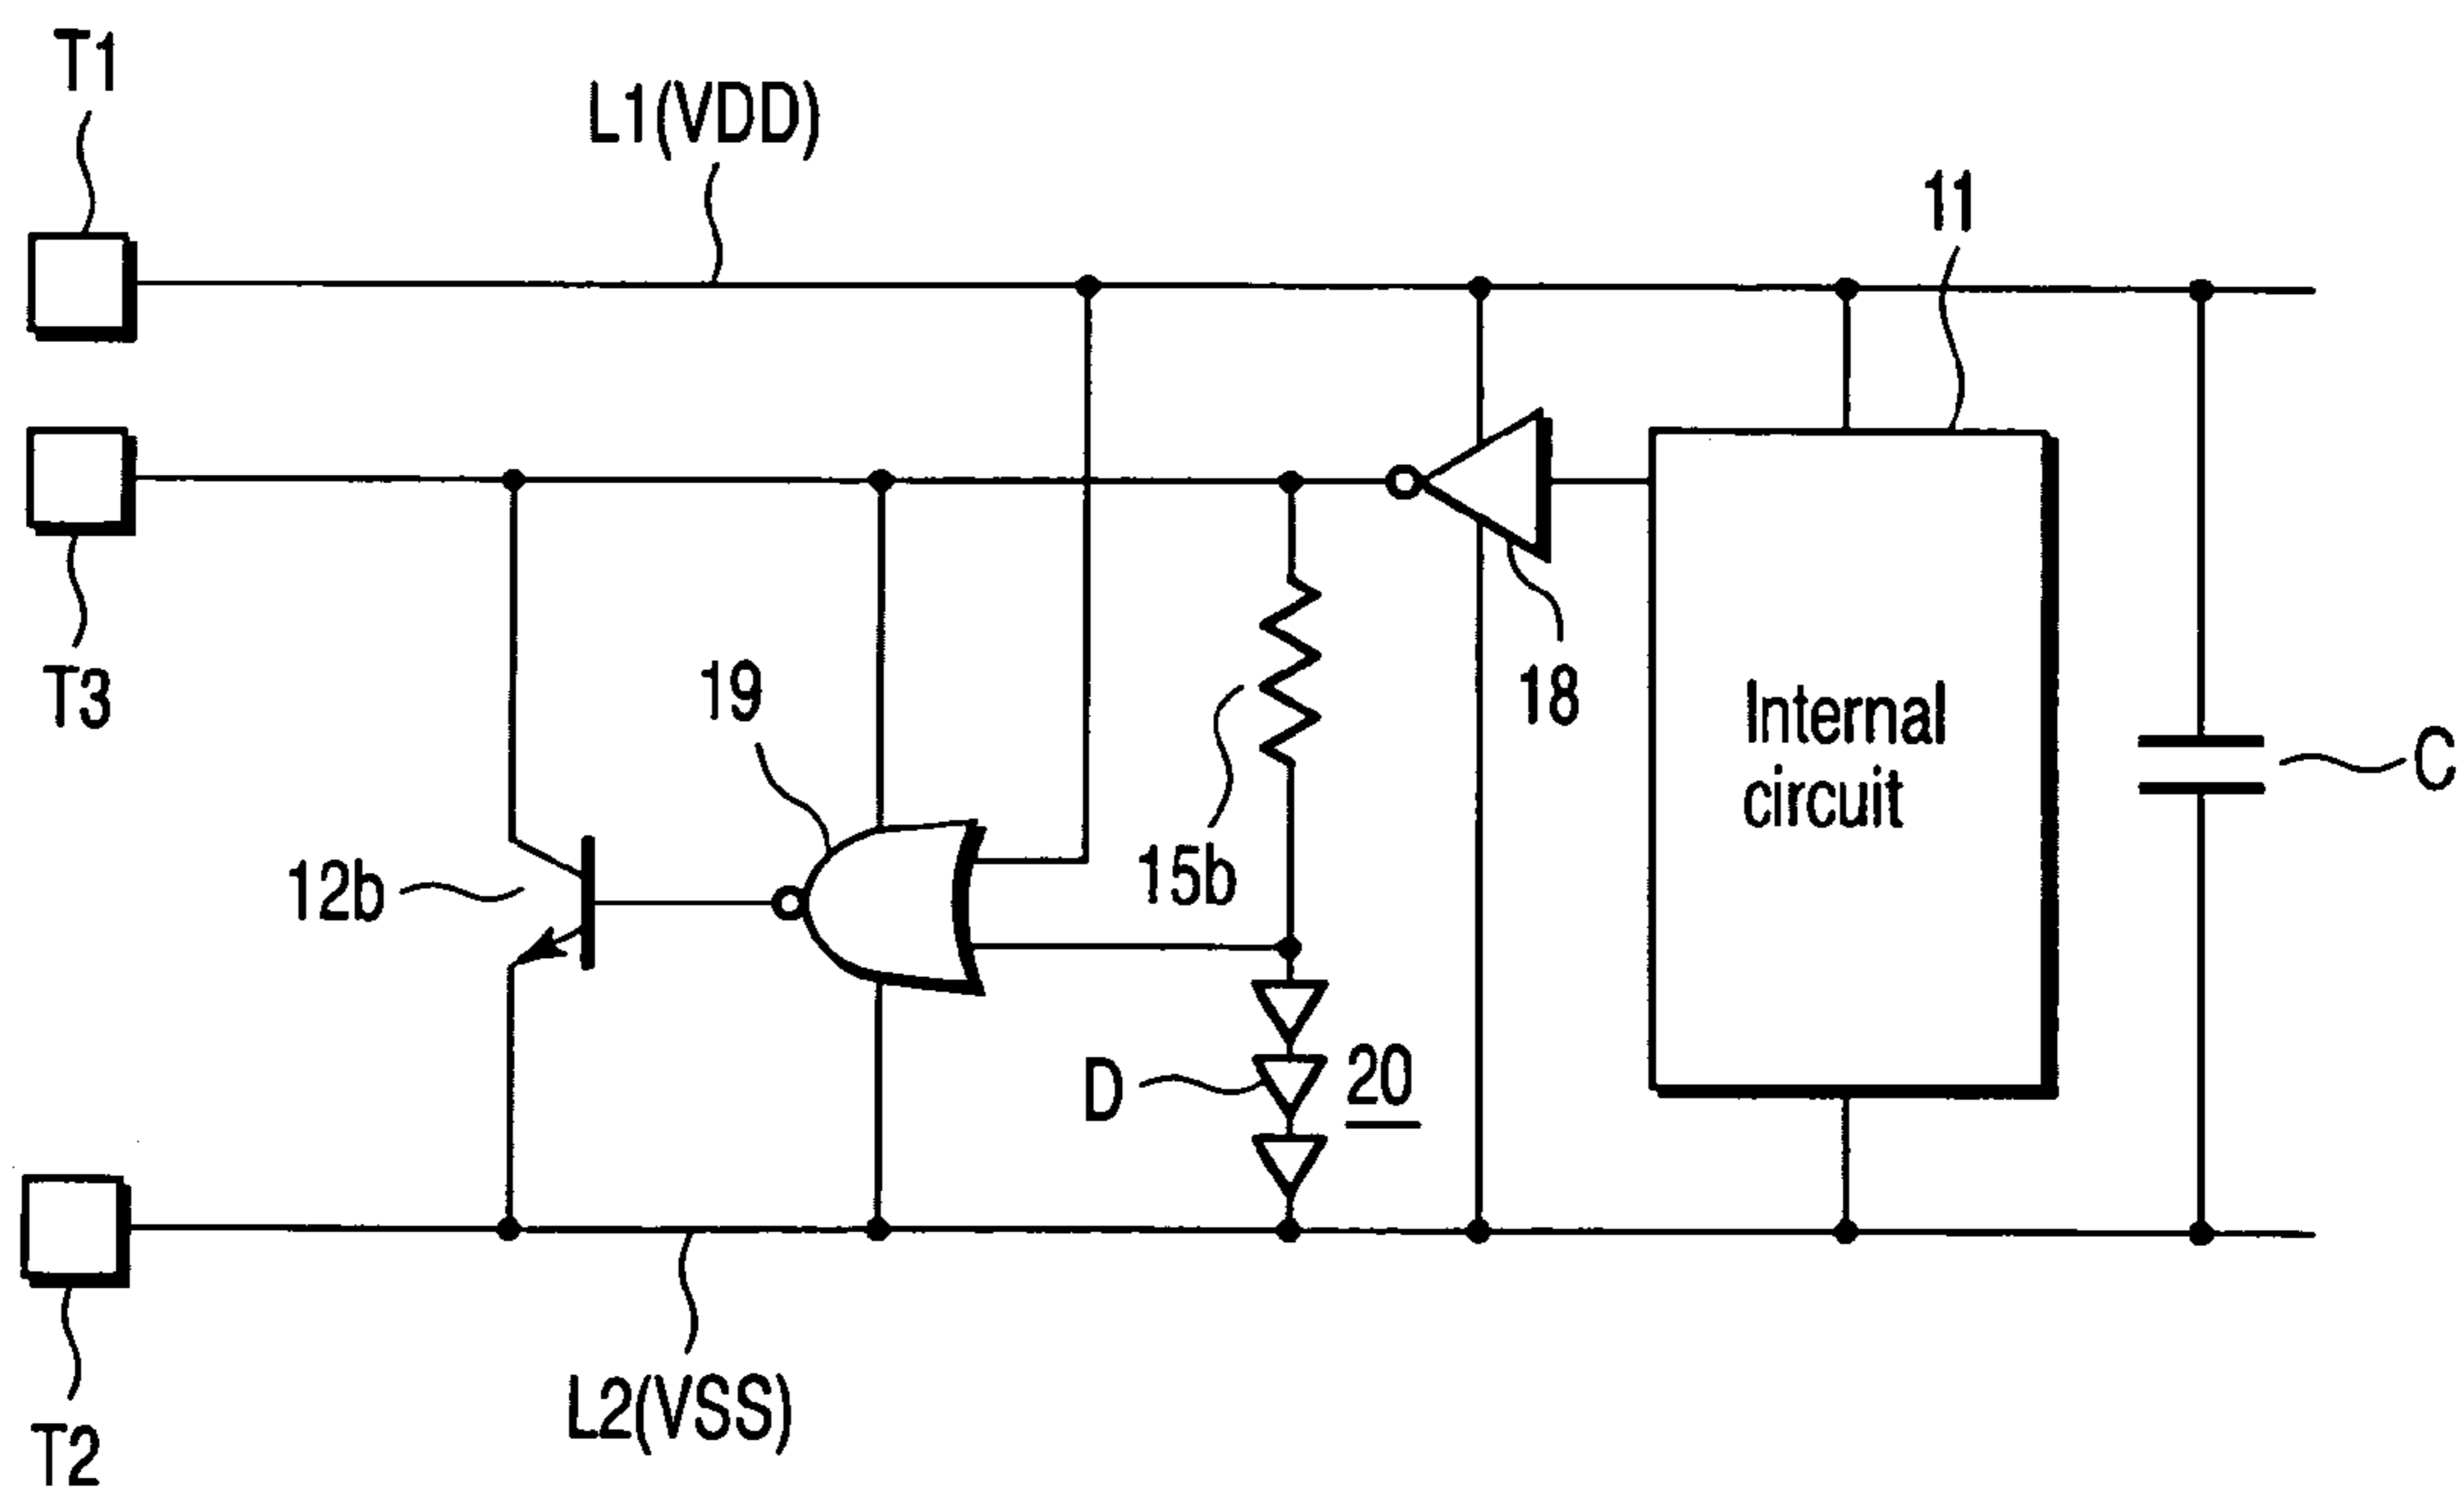 T1
L1(VDD)
11
T3
19
18
Internal
circuit
C
12b
15b
D
20
L2(VSS)
T2